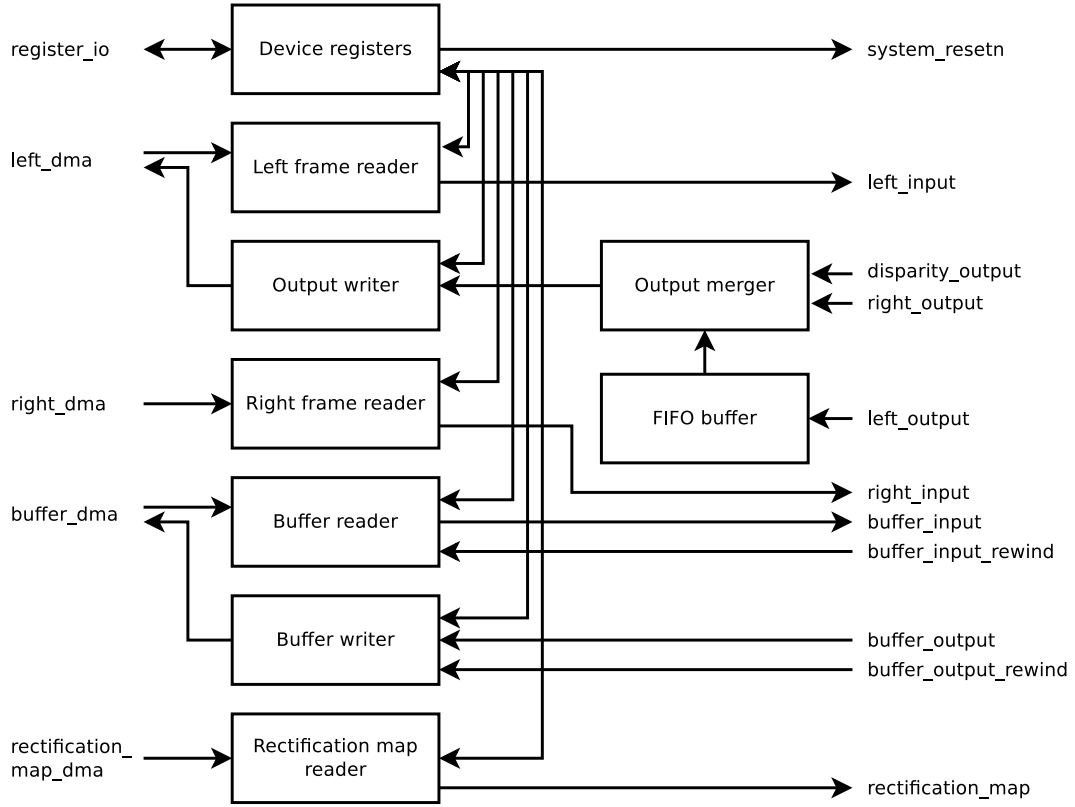 register_io
Device registers
system_resetn
left_dma
Left frame reader
left_input
Output writer
Output merger
disparity_output
right_output
right_dma
Right frame reader
FIFO buffer
left_output
right_input
buffer_dma
Buffer reader
buffer_input
buffer_input_rewind
Buffer writer
buffer_output
buffer_output_rewind
rectification_
map_dma
Rectification map
reader
rectification_map